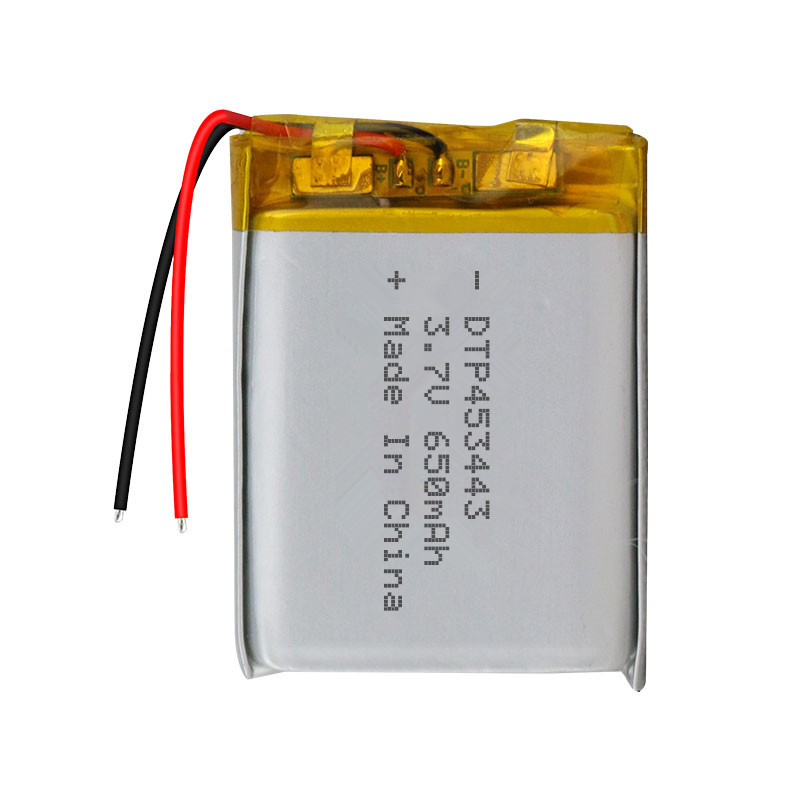 B+
B-
- DTP453443
3.7V 650mAh
+ Made In China